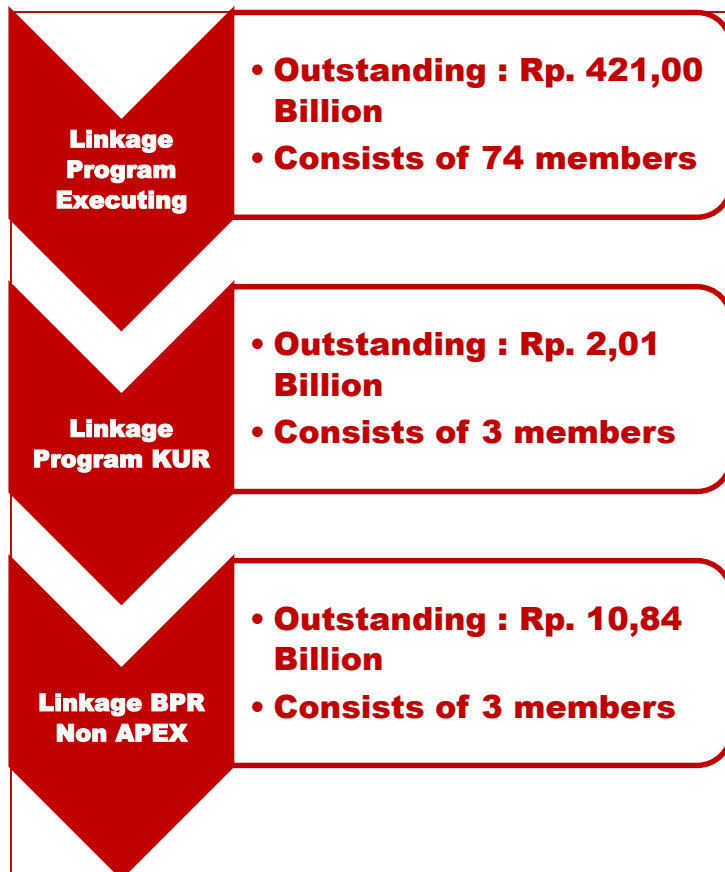 Linkage
Program
Executing
• Outstanding : Rp. 421,00
Billion
• Consists of 74 members
Linkage
Program KUR
• Outstanding : Rp. 2,01
Billion
• Consists of 3 members
Linkage BPR
Non APEX
• Outstanding : Rp. 10,84
Billion
• Consists of 3 members